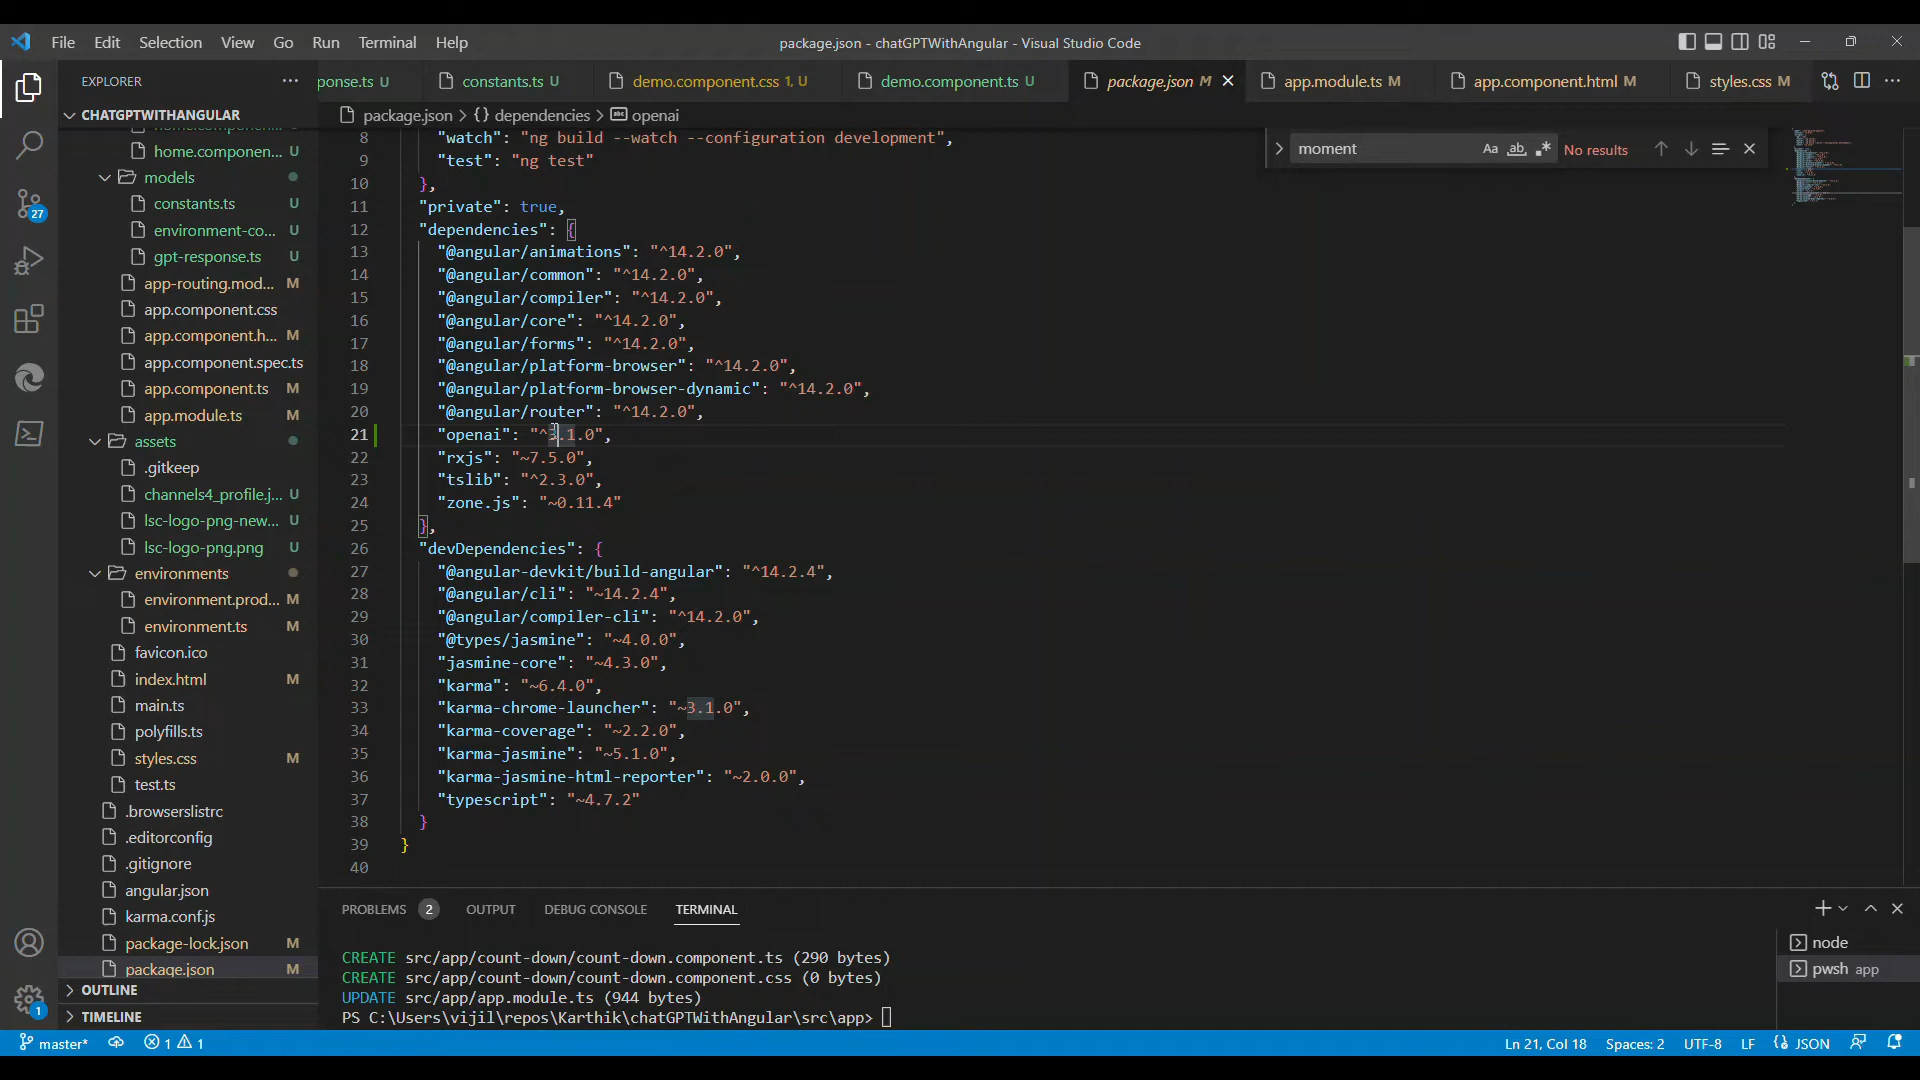 File Edit Selection View Go Run Terminal Help
package.json - chatGPTWithAngular - Visual Studio Code
EXPLORER
ponse.ts U
constants.ts U
demo.component.css 1, U
demo.component.ts U
package.json M
app.module.ts M
app.component.html M
styles.css M
CHATGPTWITHANGULAR
home.componen... U
models
constants.ts U
environment-co... U
gpt-response.ts U
app-routing.mod... M
app.component.css
app.component.h... M
app.component.spec.ts
app.component.ts M
app.module.ts M
assets
.gitkeep
channels4_profile.j... U
lsc-logo-png-new... U
lsc-logo-png.png U
environments
environment.prod... M
environment.ts M
favicon.ico
index.html M
main.ts
polyfills.ts
styles.css M
test.ts
.browserslistrc
.editorconfig
.gitignore
angular.json
karma.conf.js
package-lock.json M
package.json M
OUTLINE
TIMELINE
27
1
package.json > {} dependencies > abc openai
moment
Aa ab
No results
8 "watch": "ng build --watch --configuration development",
9 "test": "ng test"
10 },
11 "private": true,
12 "dependencies": {
13 "@angular/animations": "^14.2.0",
14 "@angular/common": "^14.2.0",
15 "@angular/compiler": "^14.2.0",
16 "@angular/core": "^14.2.0",
17 "@angular/forms": "^14.2.0",
18 "@angular/platform-browser": "^14.2.0",
19 "@angular/platform-browser-dynamic": "^14.2.0",
20 "@angular/router": "^14.2.0",
21 "openai": "^3.1.0",
22 "rxjs": "~7.5.0",
23 "tslib": "^2.3.0",
24 "zone.js": "~0.11.4"
25 },
26 "devDependencies": {
27 "@angular-devkit/build-angular": "^14.2.4",
28 "@angular/cli": "~14.2.4",
29 "@angular/compiler-cli": "^14.2.0",
30 "@types/jasmine": "~4.0.0",
31 "jasmine-core": "~4.3.0",
32 "karma": "~6.4.0",
33 "karma-chrome-launcher": "~3.1.0",
34 "karma-coverage": "~2.2.0",
35 "karma-jasmine": "~5.1.0",
36 "karma-jasmine-html-reporter": "~2.0.0",
37 "typescript": "~4.7.2"
38 }
39 }
40
PROBLEMS 2 OUTPUT DEBUG CONSOLE TERMINAL
CREATE src/app/count-down/count-down.component.ts (290 bytes)
CREATE src/app/count-down/count-down.component.css (0 bytes)
UPDATE src/app/app.module.ts (944 bytes)
PS C:\Users\vijil\repos\Karthik\chatGPTWithAngular\src\app>
node
pwsh app
master* 1 1
Ln 21, Col 18 Spaces: 2 UTF-8 LF {} JSON